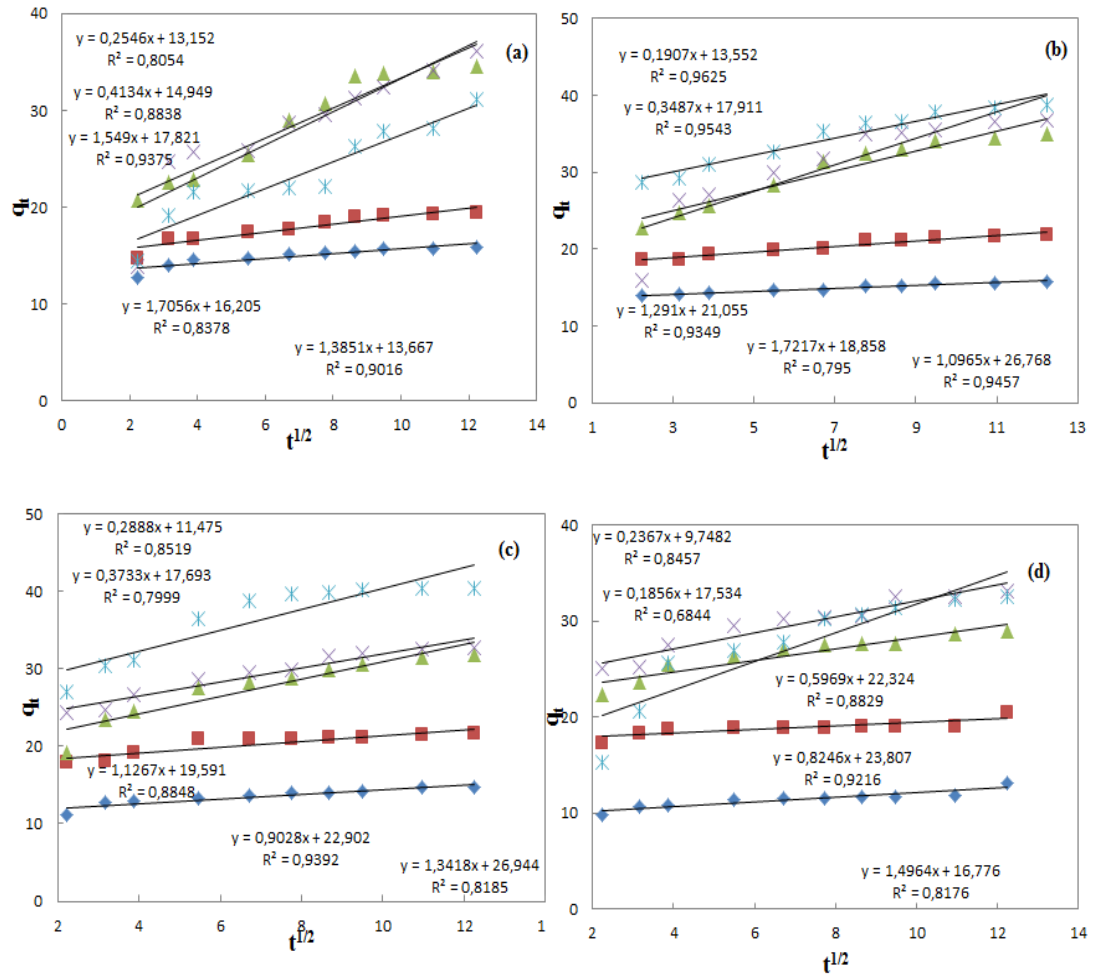 40
30
20
10
0
0
2
4
6
8
10
12
14
qt
t1/2
(a)
y = 0,2546x + 13,152
R² = 0,8054
y = 0,4134x + 14,949
R² = 0,8838
y = 1,549x + 17,821
R² = 0,9375
y = 1,7056x + 16,205
R² = 0,8378
y = 1,3851x + 13,667
R² = 0,9016
50
40
30
20
10
0
1
3
5
7
9
11
13
t1/2
(b)
y = 0,1907x + 13,552
R² = 0,9625
y = 0,3487x + 17,911
R² = 0,9543
y = 1,291x + 21,055
R² = 0,9349
y = 1,7217x + 18,858
R² = 0,795
y = 1,0965x + 26,768
R² = 0,9457
50
40
30
20
10
0
2
4
6
8
10
12
1
qt
t1/2
(c)
y = 0,2888x + 11,475
R² = 0,8519
y = 0,3733x + 17,693
R² = 0,7999
y = 1,1267x + 19,591
R² = 0,8848
y = 0,9028x + 22,902
R² = 0,9392
y = 1,3418x + 26,944
R² = 0,8185
40
30
20
10
0
2
4
6
8
10
12
14
qt
t1/2
(d)
y = 0,2367x + 9,7482
R² = 0,8457
y = 0,1856x + 17,534
R² = 0,6844
y = 0,5969x + 22,324
R² = 0,8829
y = 0,8246x + 23,807
R² = 0,9216
y = 1,4964x + 16,776
R² = 0,8176